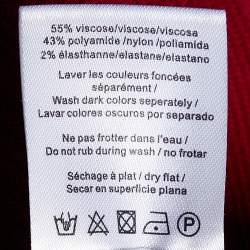 55% viscose/viscose/viscosa
43% polyamide/nylon/poliamida
2% élasthanne/elastane/elastano
Laver les couleurs foncées
séparément/
Wash dark colors seperately/
Lavar colores oscuros por separado
Ne pas frotter dans l'eau/
Do not rub during wash/no frotar
Séchage à plat/dry flat/
Secar en superficie plana